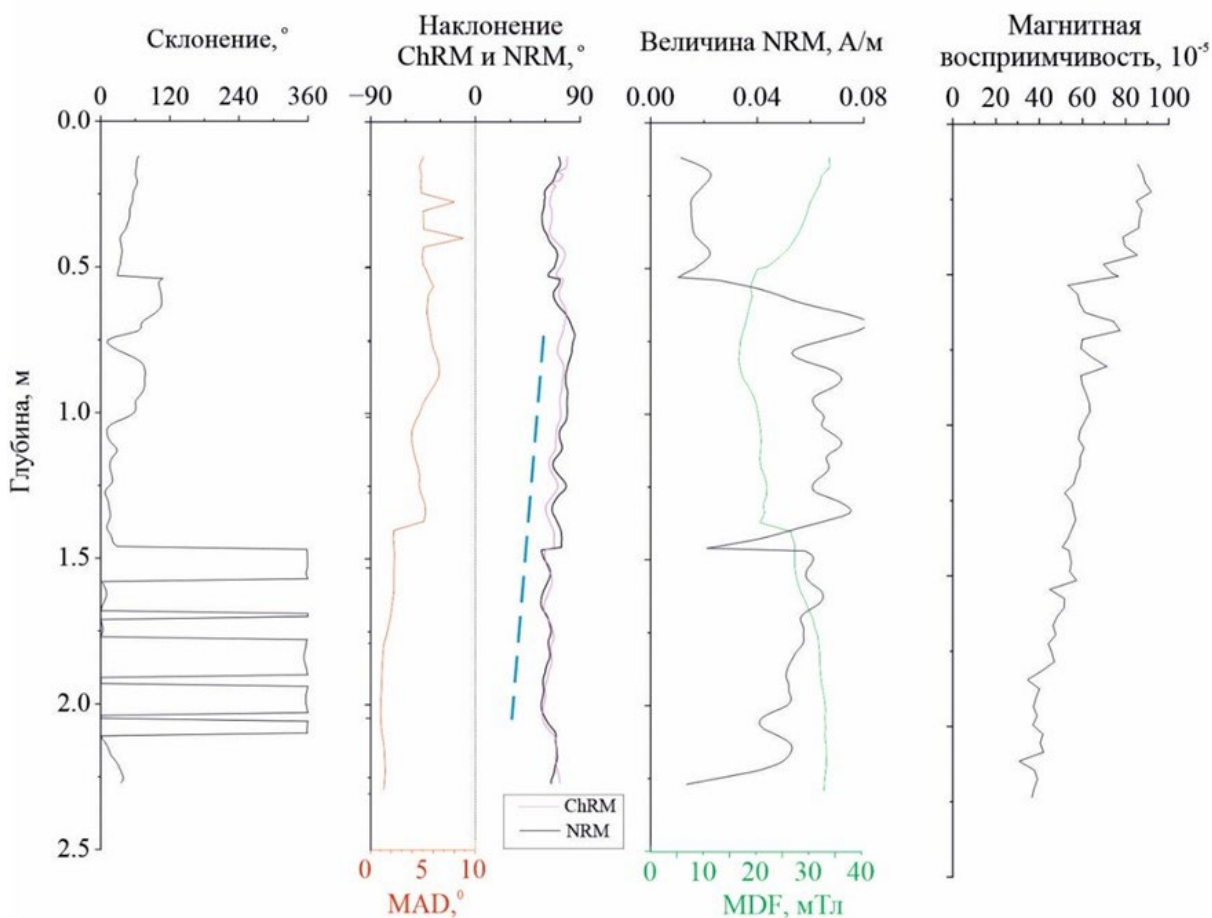 Склонение,°
Наклонение
ChRM и NRM,°
Величина NRM, А/м
Магнитная
восприимчивость, 10-5
0 120 240 360
−90 0 90
0.00 0.04 0.08
0 20 40 60 80 100
0.0
0.5
1.0
1.5
2.0
2.5
Глубина, м
ChRM
NRM
0 5 10
MAD,°
0 10 20 30 40
MDF, мТл